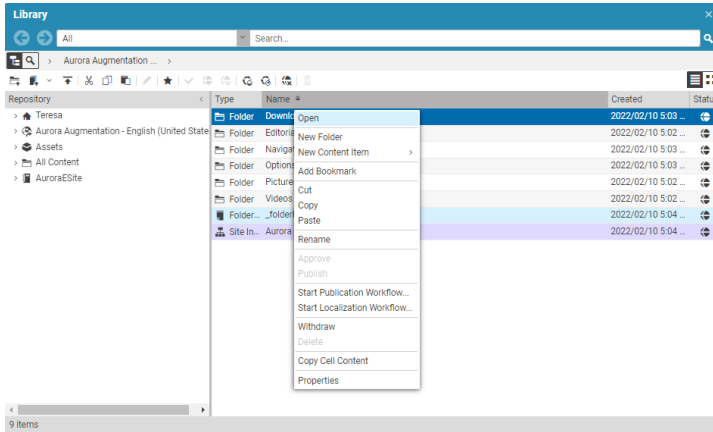 Library
All
Search...
Aurora Augmentation ...
Repository
Type
Name
Created
Statu
Teresa
Aurora Augmentation - English (United State
Assets
All Content
AuroraESite
Folder Downlo 2022/02/10 5:03 ...
Folder Editoria 2022/02/10 5:02 ...
Folder Navigat 2022/02/10 5:03 ...
Folder Options 2022/02/10 5:03 ...
Folder Picture 2022/02/10 5:02 ...
Folder Videos 2022/02/10 5:02 ...
Folder... _folderP 2022/02/10 5:04 ...
Site In... Aurora 2022/02/10 5:04 ...
Open
New Folder
New Content Item
Add Bookmark
Cut
Copy
Paste
Rename
Approve
Publish
Start Publication Workflow...
Start Localization Workflow...
Withdraw
Delete
Copy Cell Content
Properties
9 items